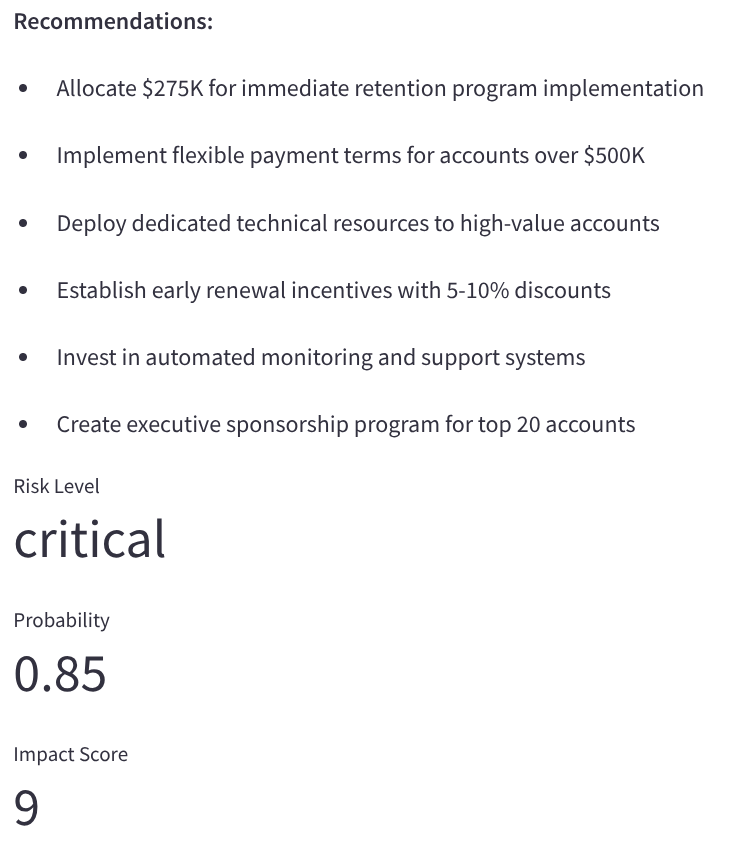 Recommendations:
• Allocate $275K for immediate retention program implementation
• Implement flexible payment terms for accounts over $500K
• Deploy dedicated technical resources to high-value accounts
• Establish early renewal incentives with 5-10% discounts
• Invest in automated monitoring and support systems
• Create executive sponsorship program for top 20 accounts
Risk Level
critical
Probability
0.85
Impact Score
9